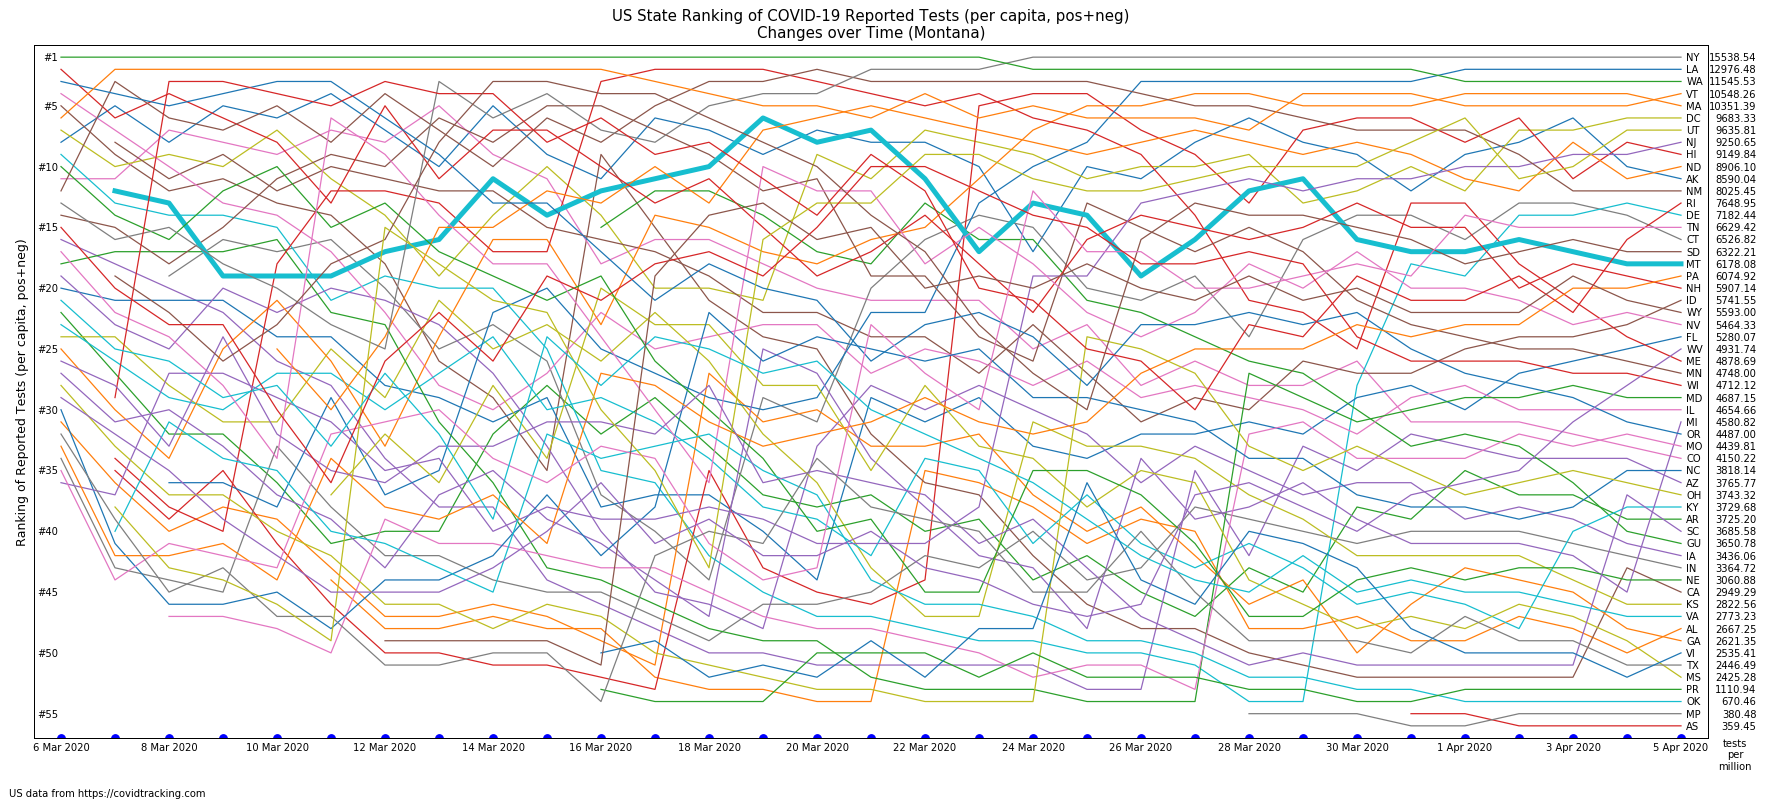 US State Ranking of COVID-19 Reported Tests (per capita, pos+neg)
Changes over Time (Montana)
Ranking of Reported Tests (per capita, pos+neg)
#1
#5
#10
#15
#20
#25
#30
#35
#40
#45
#50
#55
NY 15538.54
LA 12976.48
WA 11545.53
VT 10548.26
MA 10351.39
DC 9683.33
UT 9635.81
NJ 9250.65
HI 9149.84
ND 8906.10
AK 8590.04
NM 8025.45
RI 7648.95
DE 7182.44
TN 6629.42
CT 6526.82
SD 6322.21
MT 6178.08
PA 6074.92
NH 5907.14
ID 5741.55
WY 5593.00
NV 5464.33
FL 5280.07
WV 4931.74
ME 4878.69
MN 4748.00
WI 4712.12
MD 4687.15
IL 4654.66
MI 4580.82
OR 4487.00
MO 4439.81
CO 4150.22
NC 3818.14
AZ 3765.77
OH 3743.32
KY 3729.68
AR 3725.20
SC 3685.58
GU 3650.78
IA 3436.06
IN 3364.72
NE 3060.88
CA 2949.29
KS 2822.56
VA 2773.23
AL 2667.25
GA 2621.35
VI 2535.41
TX 2446.49
MS 2425.28
PR 1110.94
OK 670.46
MP 380.48
AS 359.45
6 Mar 2020 8 Mar 2020 10 Mar 2020 12 Mar 2020 14 Mar 2020 16 Mar 2020 18 Mar 2020 20 Mar 2020 22 Mar 2020 24 Mar 2020 26 Mar 2020 28 Mar 2020 30 Mar 2020 1 Apr 2020 3 Apr 2020 5 Apr 2020
tests
per
million
US data from https://covidtracking.com